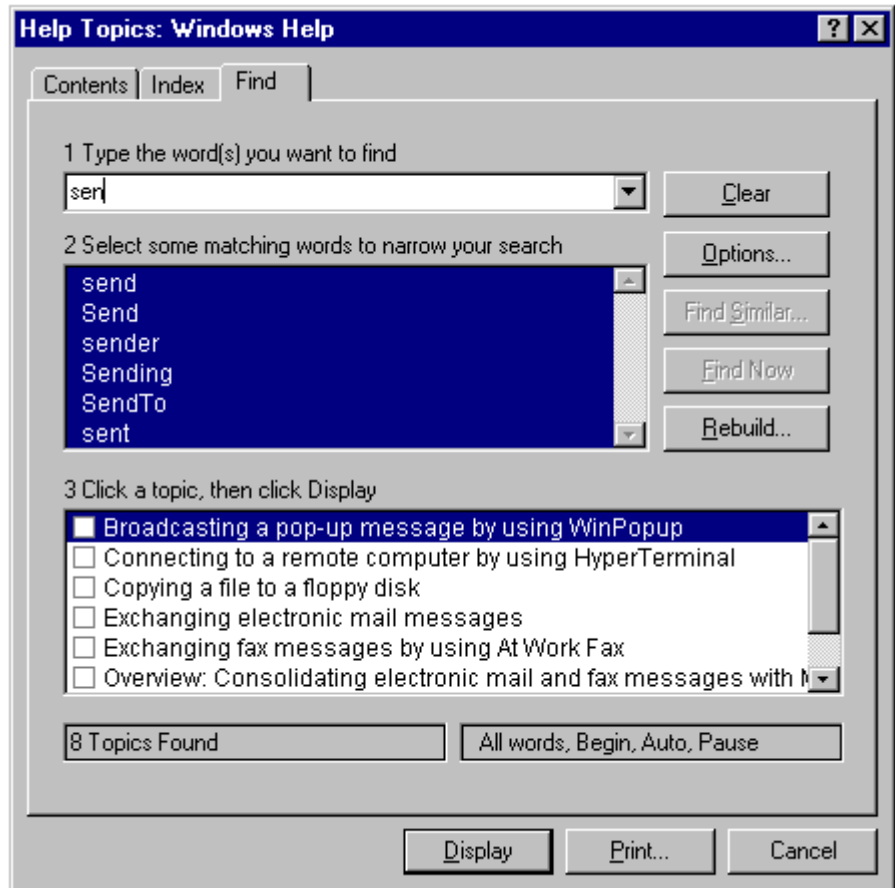 Help Topics: Windows Help
Contents Index Find
1 Type the word(s) you want to find
sen
Clear
2 Select some matching words to narrow your search
Options...
send
Send
sender
Sending
SendTo
sent
Find Similar...
Find Now
Rebuild...
3 Click a topic, then click Display
Broadcasting a pop-up message by using WinPopup
Connecting to a remote computer by using HyperTerminal
Copying a file to a floppy disk
Exchanging electronic mail messages
Exchanging fax messages by using At Work Fax
Overview: Consolidating electronic mail and fax messages with
8 Topics Found
All words, Begin, Auto, Pause
Display Print... Cancel